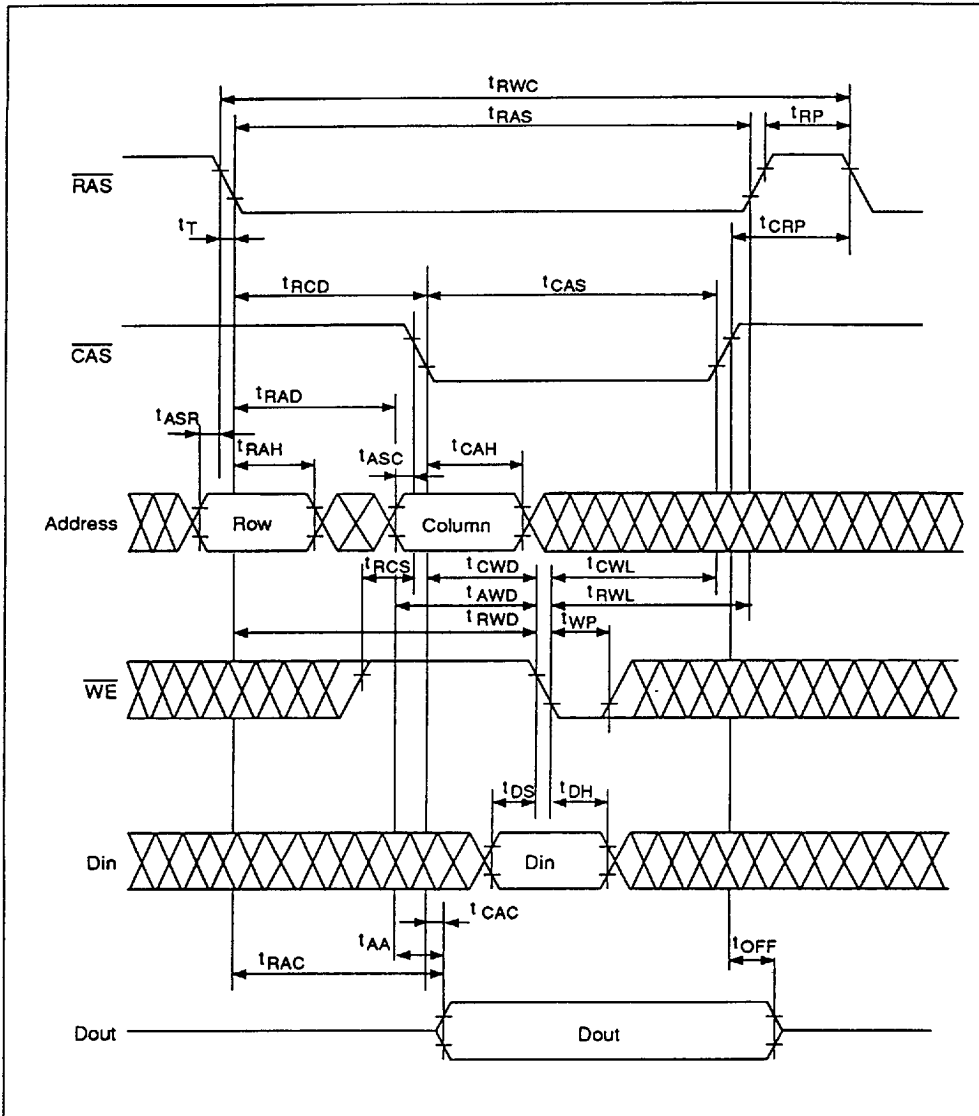 tRWC
tRAS
tRP
RAS
tT
tCRP
tRCD
tCAS
CAS
tRAD
tASR
tRAH
tASC
tCAH
Address
Row
Column
tRCS
tCWD
tCWL
tAWD
tRWL
tRWD
tWP
WE
tDS
tDH
Din
Din
tCAC
tAA
tOFF
tRAC
Dout
Dout